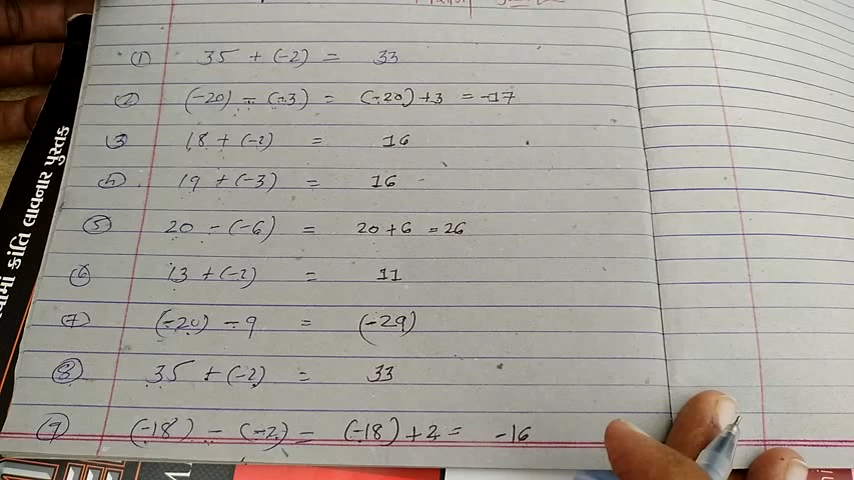 ① 35 + (-2) = 33
② (-20) - (-3) = (-20) + 3 = -17
③ 18 + (-2) = 16
19 + (-3) = 16
⑤ 20 - (-6) = 20 + 6 = 26
⑥ 13 + (-2) = 11
⑦ (-20) - 9 = (-29)
⑧ 35 + (-2) = 33
⑨ (-18) - (-2) = (-18) + 2 = -16
કાંતિ લાવનાર પુસ્તક